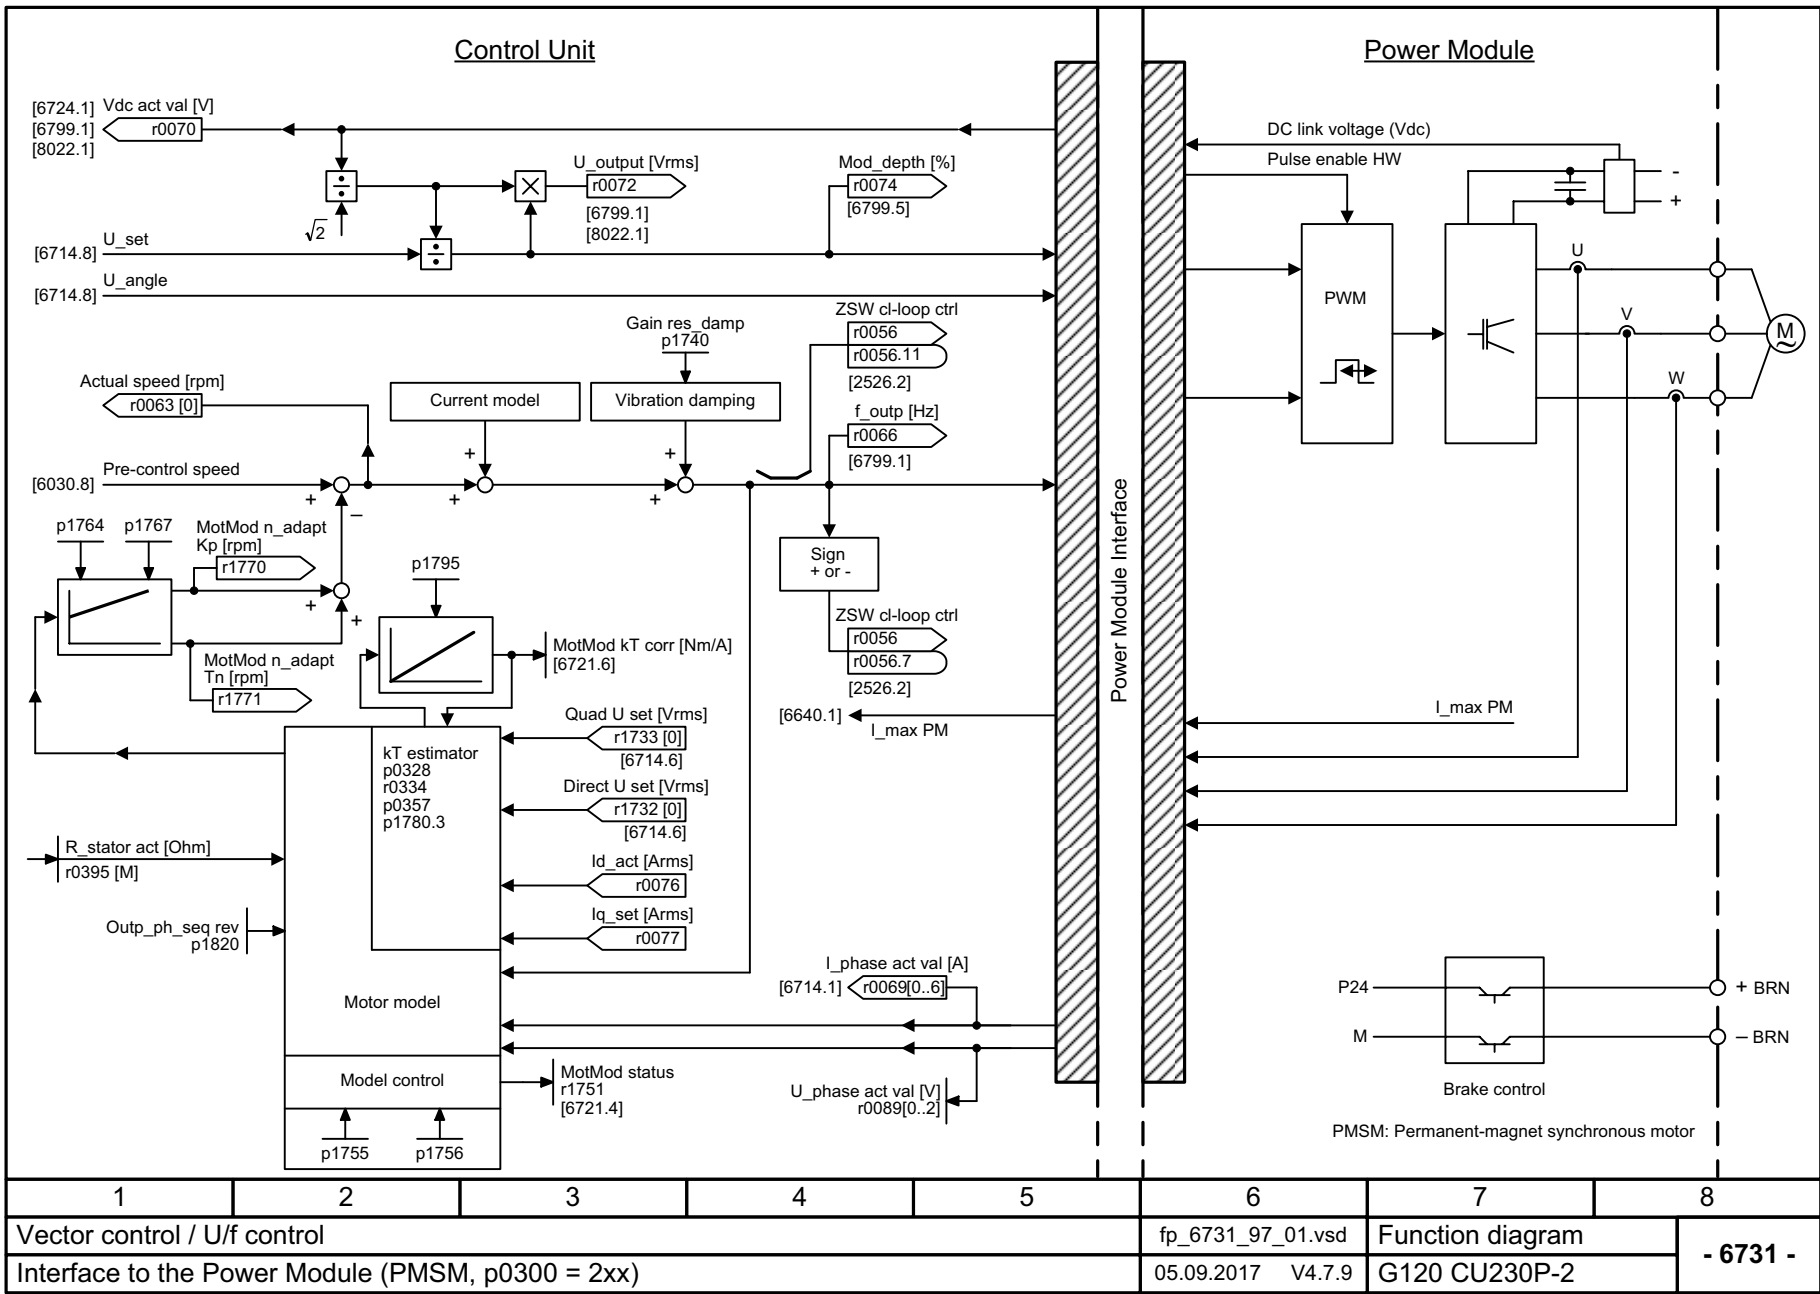 Control Unit
Power Module
[6724.1]
[6799.1]
[8022.1]
Vdc act val [V]
r0070
U_output [Vrms]
r0072
[6799.1]
[8022.1]
Mod_depth [%]
r0074
[6799.5]
÷
×
√2
÷
U_set
[6714.8]
U_angle
[6714.8]
DC link voltage (Vdc)
Pulse enable HW
-
+
PWM
U
V
W
M
~
Gain res_damp
p1740
ZSW cl-loop ctrl
r0056
r0056.11
[2526.2]
Actual speed [rpm]
r0063 [0]
Current model
Vibration damping
f_outp [Hz]
r0066
[6799.1]
Pre-control speed
[6030.8]
+
–
+
+
+
+
p1764
p1767
MotMod n_adapt
Kp [rpm]
r1770
+
+
MotMod n_adapt
Tn [rpm]
r1771
p1795
MotMod kT corr [Nm/A]
[6721.6]
Sign
+ or -
ZSW cl-loop ctrl
r0056
r0056.7
[2526.2]
Power Module Interface
[6640.1]
I_max PM
I_max PM
kT estimator
p0328
r0334
p0357
p1780.3
Quad U set [Vrms]
r1733 [0]
[6714.6]
Direct U set [Vrms]
r1732 [0]
[6714.6]
Id_act [Arms]
r0076
Iq_set [Arms]
r0077
R_stator act [Ohm]
r0395 [M]
Outp_ph_seq rev
p1820
Motor model
I_phase act val [A]
[6714.1]
r0069[0..6]
U_phase act val [V]
r0089[0..2]
Model control
MotMod status
r1751
[6721.4]
p1755
p1756
P24
M
+ BRN
– BRN
Brake control
PMSM: Permanent-magnet synchronous motor
1 2 3 4 5 6 7 8
Vector control / U/f control
fp_6731_97_01.vsd
Function diagram
- 6731 -
Interface to the Power Module (PMSM, p0300 = 2xx)
05.09.2017 V4.7.9
G120 CU230P-2